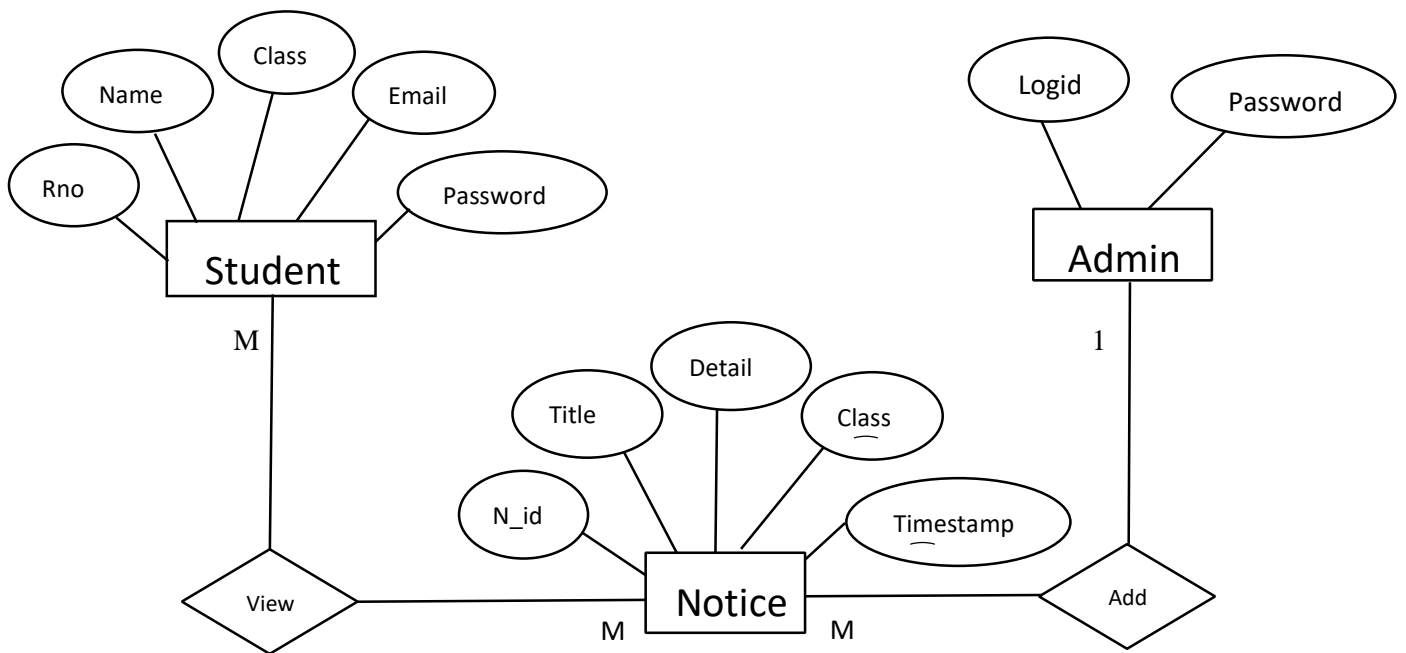 Class
Name
Email
Rno
Password
Student
Logid
Password
Admin
M
1
Detail
Title
Class
N_id
Timestamp
View
Notice
Add
M
M